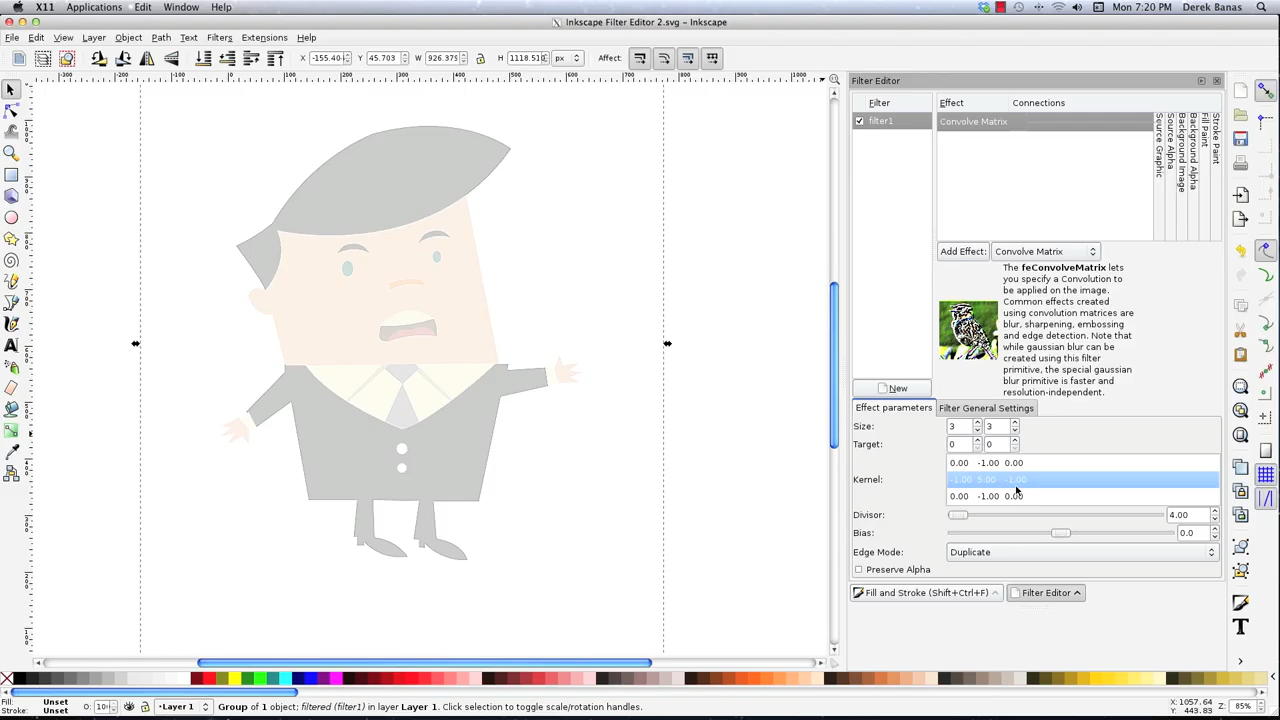 X11 Applications Edit Window Help Mon 7:20 PM Derek Banas
Inkscape Filter Editor 2.svg - Inkscape
File Edit View Layer Object Path Text Filters Extensions Help
X -155.40 Y 45.703 W 926.379 H 1118.518 px Affect:
Filter Editor
Filter
filter1
Effect Connections
Convolve Matrix
Source Graphic
Source Alpha
Background Image
Background Alpha
Fill Paint
Stroke Paint
Add Effect: Convolve Matrix
The feConvolveMatrix lets
you specify a Convolution to
be applied on the image.
Common effects created
using convolution matrices are
blur, sharpening, embossing
and edge detection. Note that
while gaussian blur can be
created using this filter
primitive, the special gaussian
blur primitive is faster and
resolution-independent.
New
Effect parameters Filter General Settings
Size: 3 3
Target: 0 0
Kernel:
0.00 -1.00 0.00
-1.00 5.00 -1.00
0.00 -1.00 0.00
Divisor: 4.00
Bias: 0.0
Edge Mode: Duplicate
Preserve Alpha
Fill and Stroke (Shift+Ctrl+F) Filter Editor
Fill: Unset
Stroke: Unset
O: 10 Layer 1 Group of 1 object; filtered (filter1) in layer Layer 1. Click selection to toggle scale/rotation handles.
X: 1057.64
Y: 443.83
Z: 85%